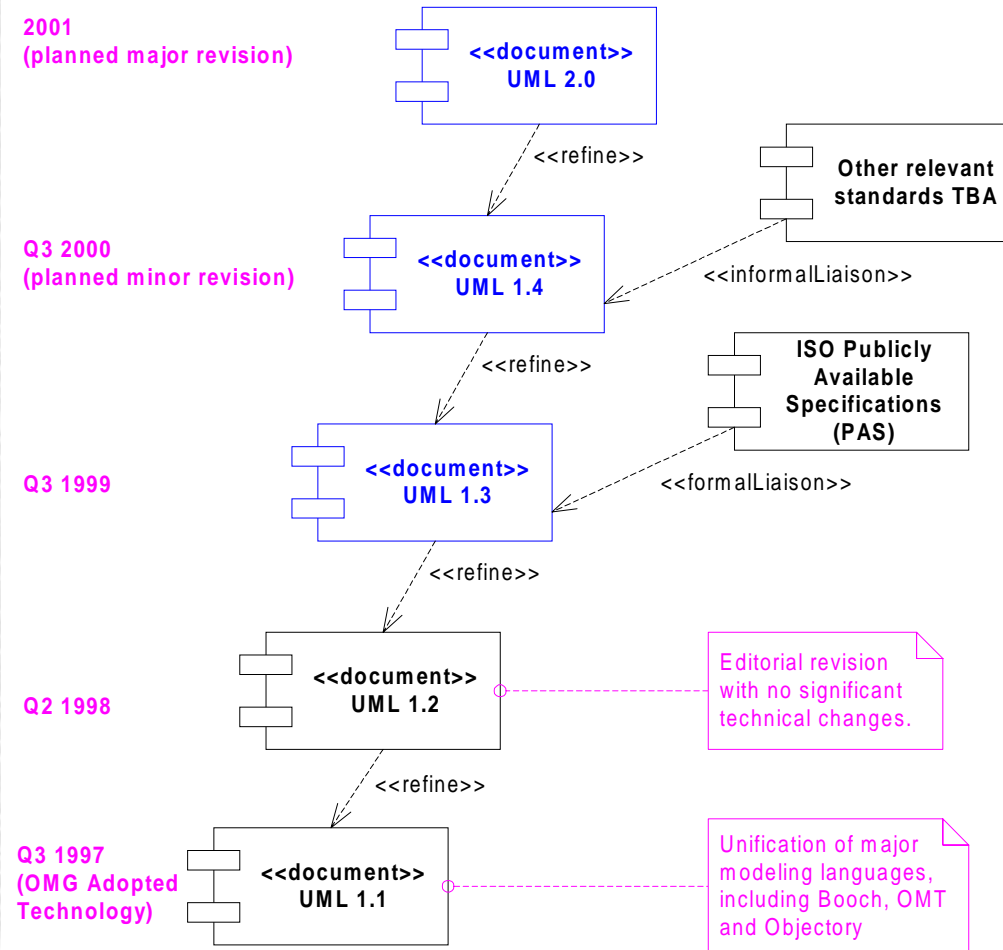 2001
(planned major revision)
<<document>>
UML 2.0
<<refine>>
Other relevant
standards TBA
Q3 2000
(planned minor revision)
<<document>>
UML 1.4
<<informalLiaison>>
<<refine>>
ISO Publicly
Available
Specifications
(PAS)
Q3 1999
<<document>>
UML 1.3
<<formalLiaison>>
<<refine>>
Q2 1998
<<document>>
UML 1.2
Editorial revision
with no significant
technical changes.
<<refine>>
Q3 1997
(OMG Adopted
Technology)
<<document>>
UML 1.1
Unification of major
modeling languages,
including Booch, OMT
and Objectory